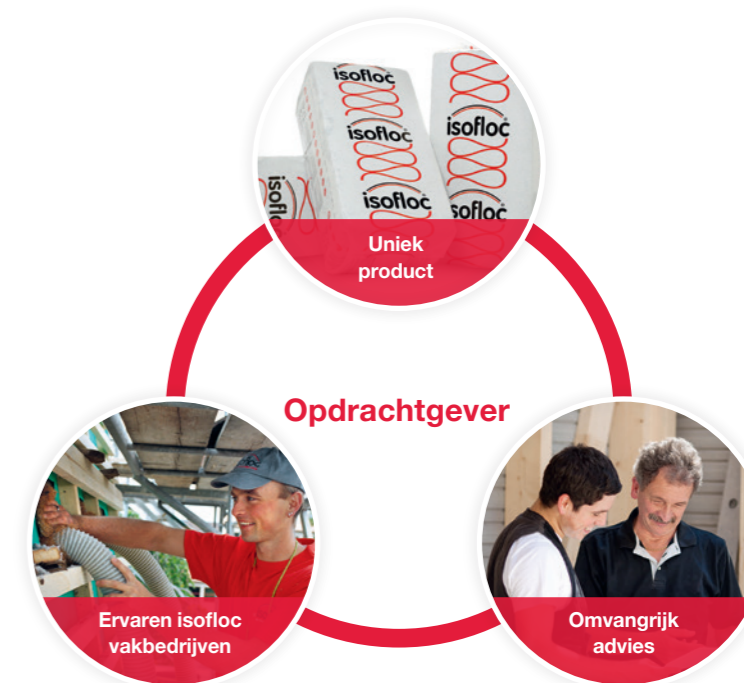 isofloc
isofloc
isofloc
isofloc
isofloc
Uniek
product
Opdrachtgever
Ervaren isofloc
vakbedrijven
Omvangrijk
advies